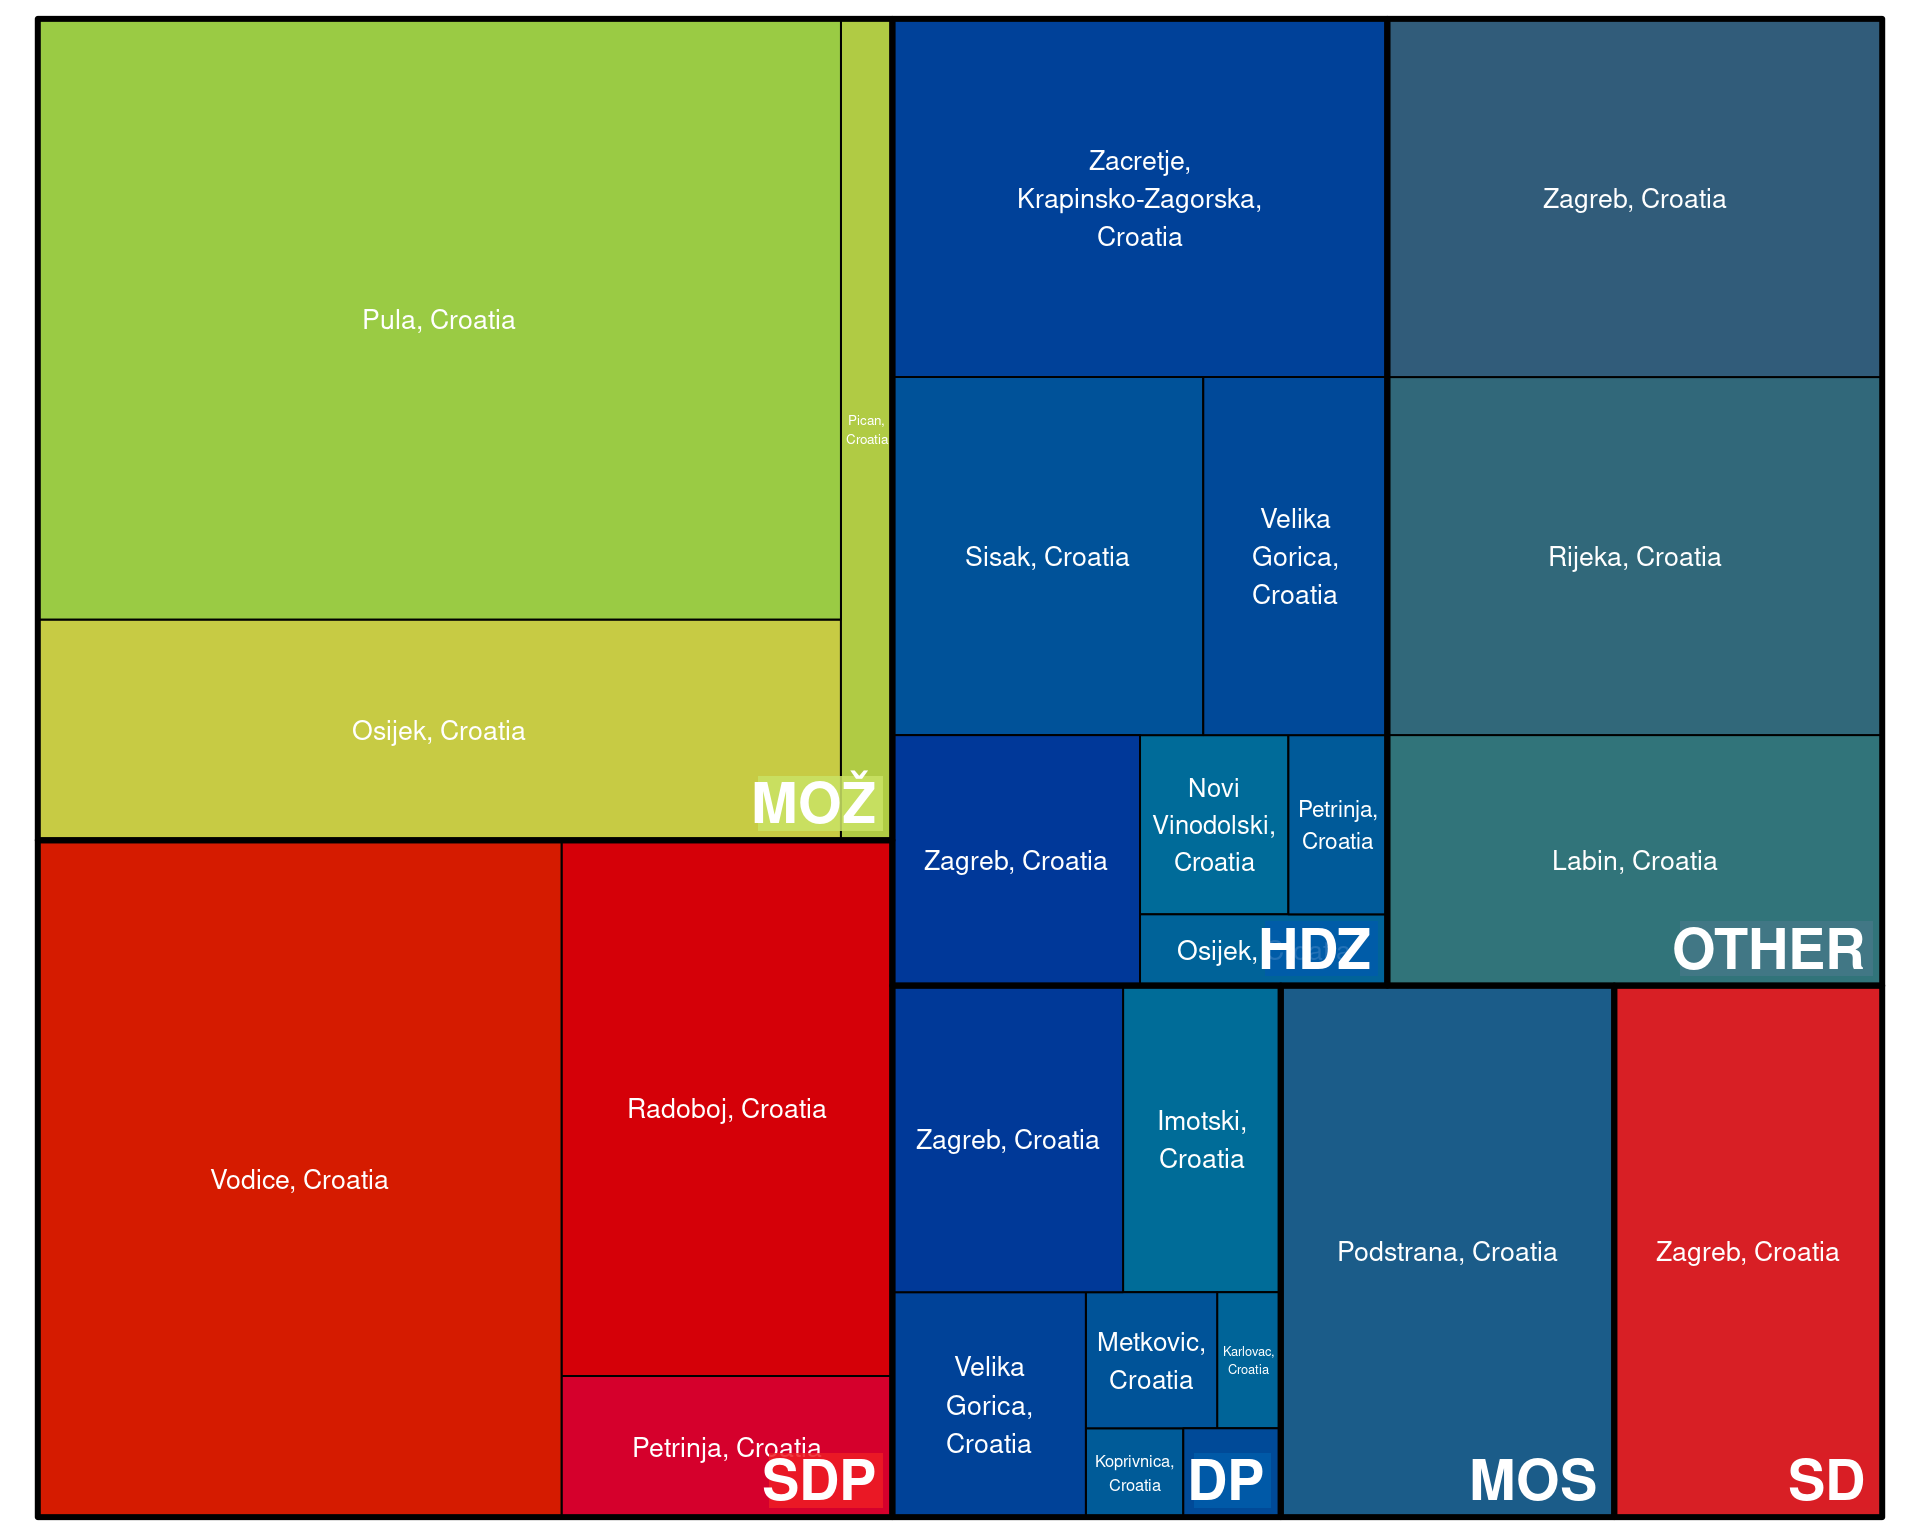 Pula, Croatia
Pican,
Croatia
Osijek, Croatia
MOŽ
Vodice, Croatia
Radoboj, Croatia
Petrinja, Croatia
SDP
Zacretje,
Krapinsko-Zagorska,
Croatia
Sisak, Croatia
Velika
Gorica,
Croatia
Zagreb, Croatia
Novi
Vinodolski,
Croatia
Petrinja,
Croatia
Osijek, Croatia
HDZ
Zagreb, Croatia
Rijeka, Croatia
Labin, Croatia
OTHER
Zagreb, Croatia
Imotski,
Croatia
Velika
Gorica,
Croatia
Metkovic,
Croatia
Karlovac,
Croatia
Koprivnica,
Croatia
DP
Podstrana, Croatia
MOS
Zagreb, Croatia
SD